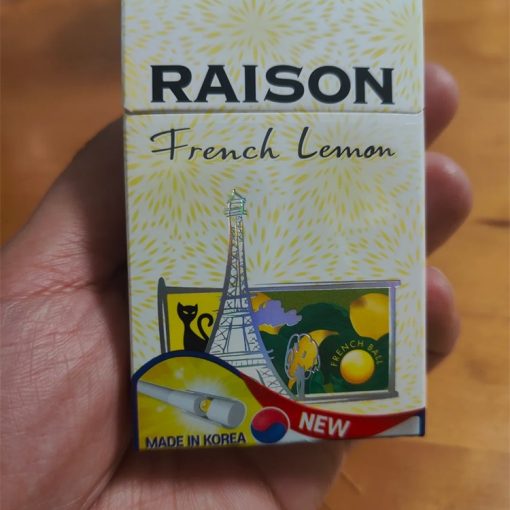 RAISON
French Lemon
FRENCH BALL
NEW
MADE IN KOREA